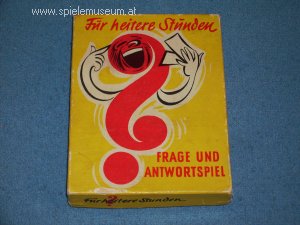 www.spielemuseum.at
Für heitere Stunden
FRAGE UND
ANTWORTSPIEL
Für heitere Stunden